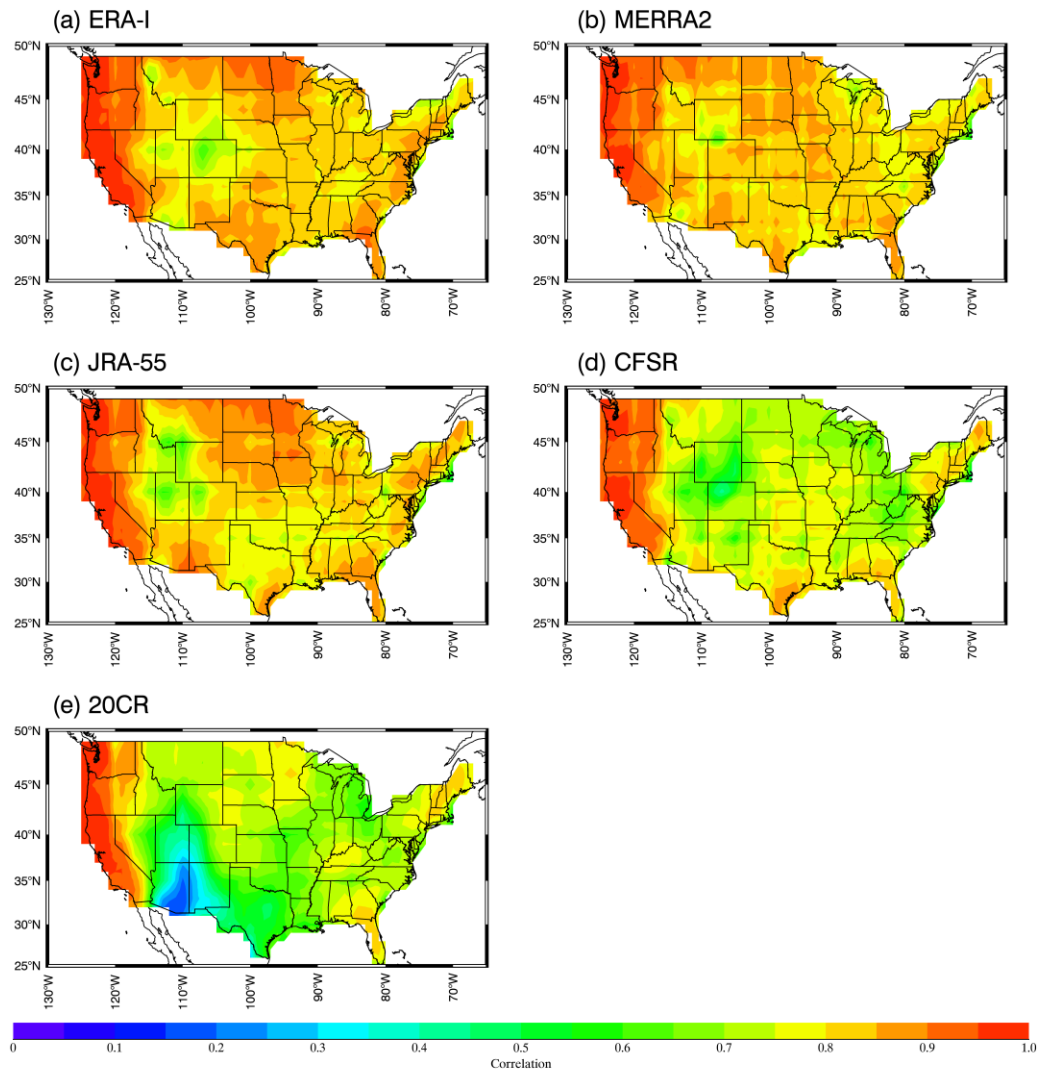 (a) ERA-I
(b) MERRA2
50°N
45°N
40°N
35°N
30°N
25°N
130°W
120°W
110°W
100°W
90°W
80°W
70°W
50°N
45°N
40°N
35°N
30°N
25°N
130°W
120°W
110°W
100°W
90°W
80°W
70°W
(c) JRA-55
(d) CFSR
50°N
45°N
40°N
35°N
30°N
25°N
130°W
120°W
110°W
100°W
90°W
80°W
70°W
50°N
45°N
40°N
35°N
30°N
25°N
130°W
120°W
110°W
100°W
90°W
80°W
70°W
(e) 20CR
50°N
45°N
40°N
35°N
30°N
25°N
130°W
120°W
110°W
100°W
90°W
80°W
70°W
0 0.1 0.2 0.3 0.4 0.5 0.6 0.7 0.8 0.9 1.0
Correlation